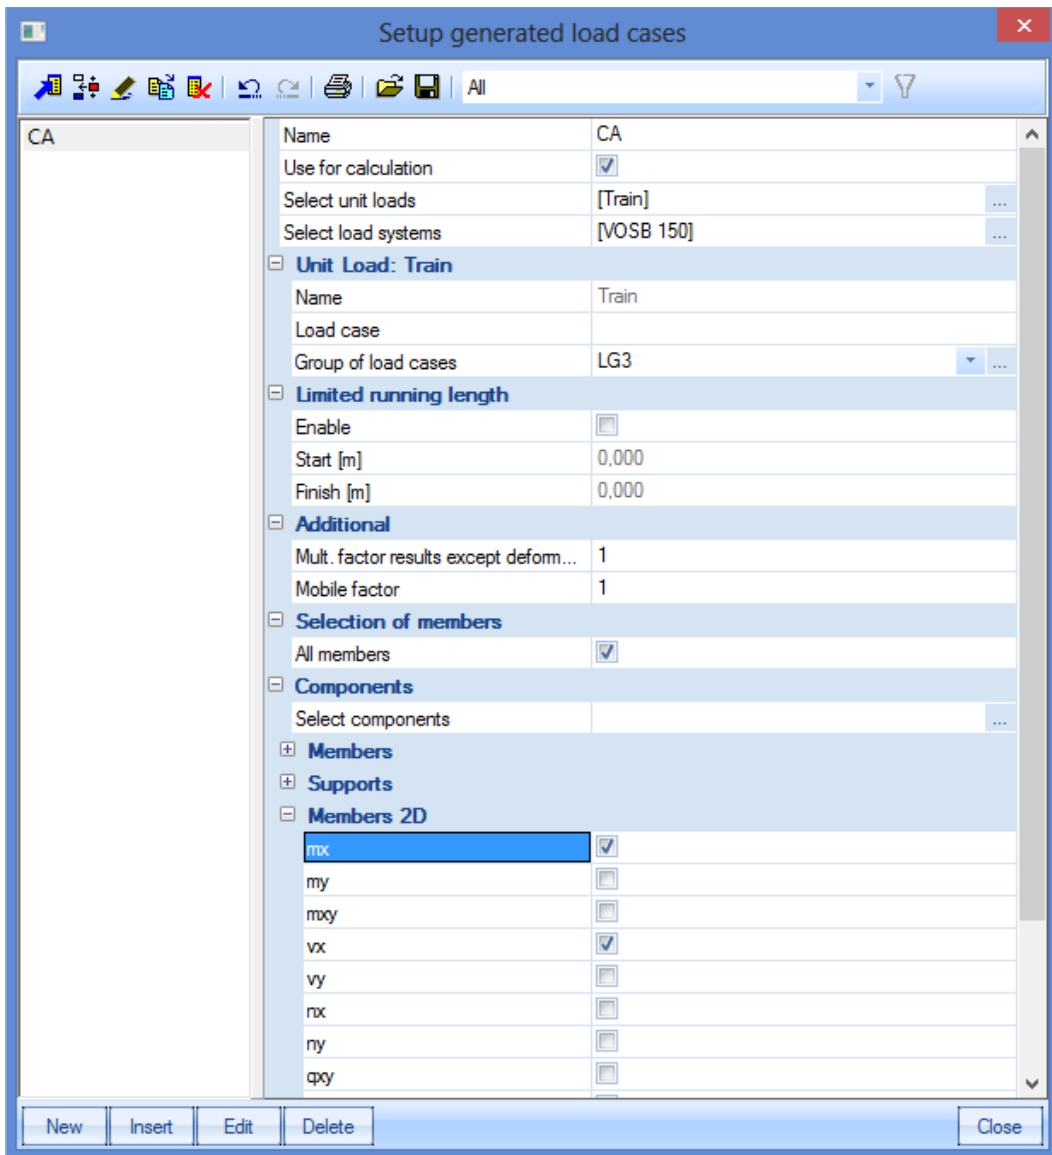 Setup generated load cases
All
CA
Name CA
Use for calculation
Select unit loads [Train] ...
Select load systems [VOSB 150] ...
Unit Load: Train
Name Train
Load case
Group of load cases LG3 ...
Limited running length
Enable
Start [m] 0,000
Finish [m] 0,000
Additional
Mult. factor results except deform... 1
Mobile factor 1
Selection of members
All members
Components
Select components ...
Members
Supports
Members 2D
mx
my
mxy
vx
vy
nx
ny
qxy
New Insert Edit Delete Close